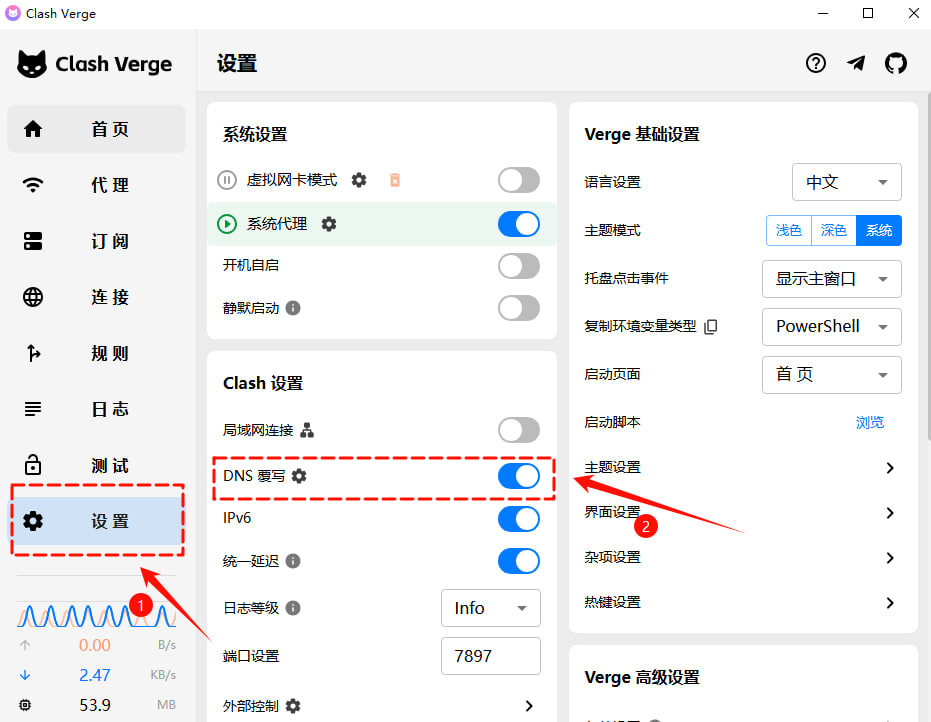 Clash Verge
Clash Verge
首 页
代 理
订 阅
连 接
规 则
日 志
测 试
设 置
1
0.00 B/s
2.47 KB/s
53.9 MB
设置
系统设置
虚拟网卡模式
系统代理
开机自启
静默启动
Clash 设置
局域网连接
DNS 覆写
IPv6
统一延迟
日志等级 Info
端口设置 7897
外部控制
Verge 基础设置
语言设置 中文
主题模式 浅色 深色 系统
托盘点击事件 显示主窗口
复制环境变量类型 PowerShell
启动页面 首 页
启动脚本 浏览
主题设置
界面设置
2
杂项设置
热键设置
Verge 高级设置